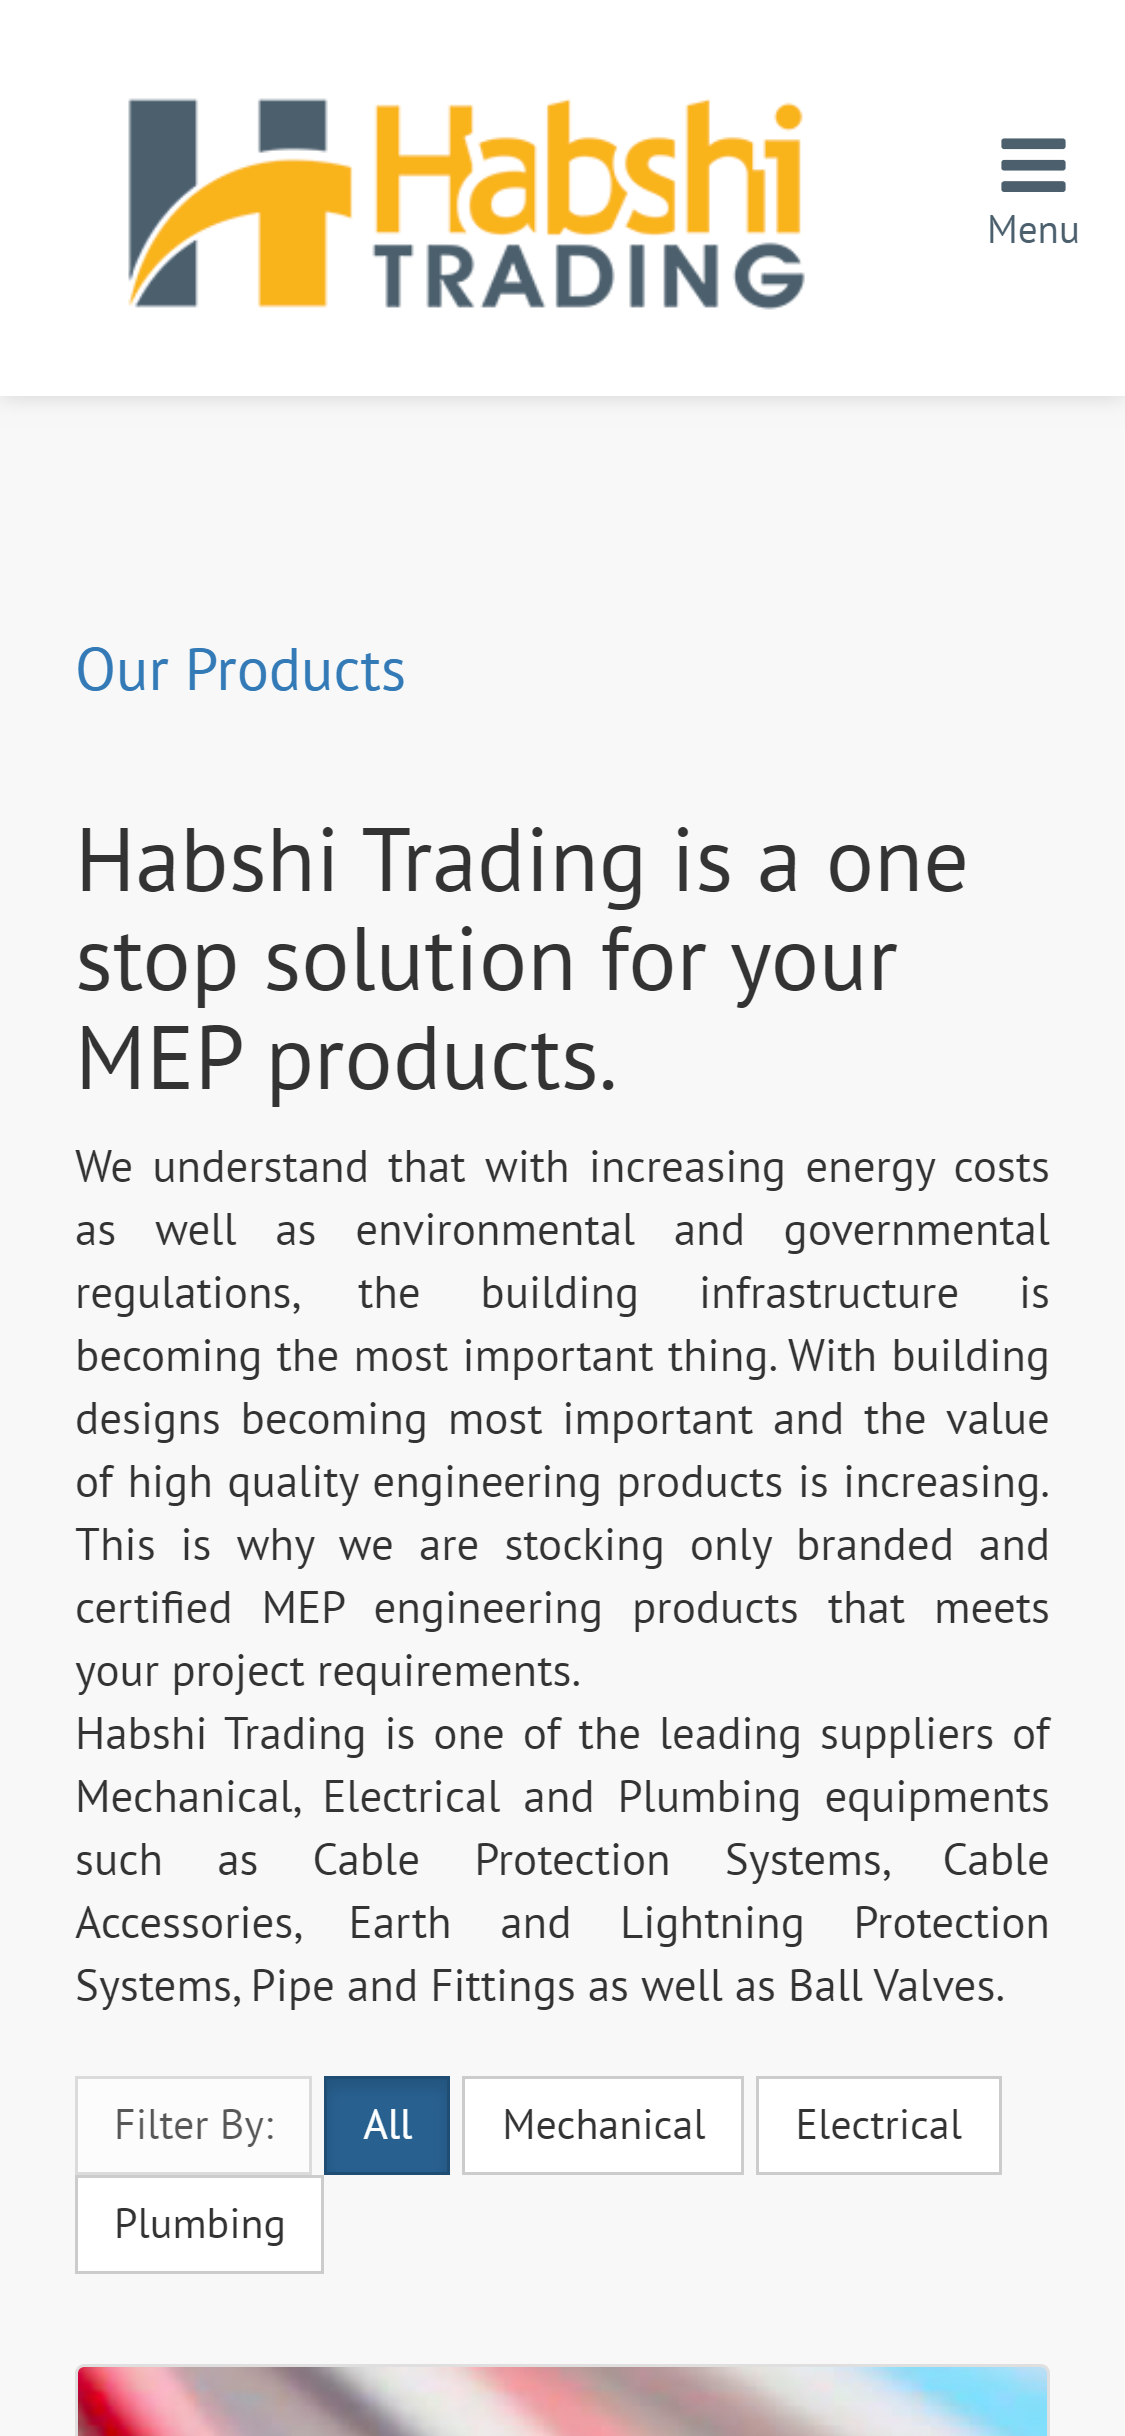 Habshi
TRADING
Menu
Our Products
Habshi Trading is a one
stop solution for your
MEP products.
We understand that with increasing energy costs
as well as environmental and governmental
regulations, the building infrastructure is
becoming the most important thing. With building
designs becoming most important and the value
of high quality engineering products is increasing.
This is why we are stocking only branded and
certified MEP engineering products that meets
your project requirements.
Habshi Trading is one of the leading suppliers of
Mechanical, Electrical and Plumbing equipments
such as Cable Protection Systems, Cable
Accessories, Earth and Lightning Protection
Systems, Pipe and Fittings as well as Ball Valves.
Filter By: All Mechanical Electrical
Plumbing